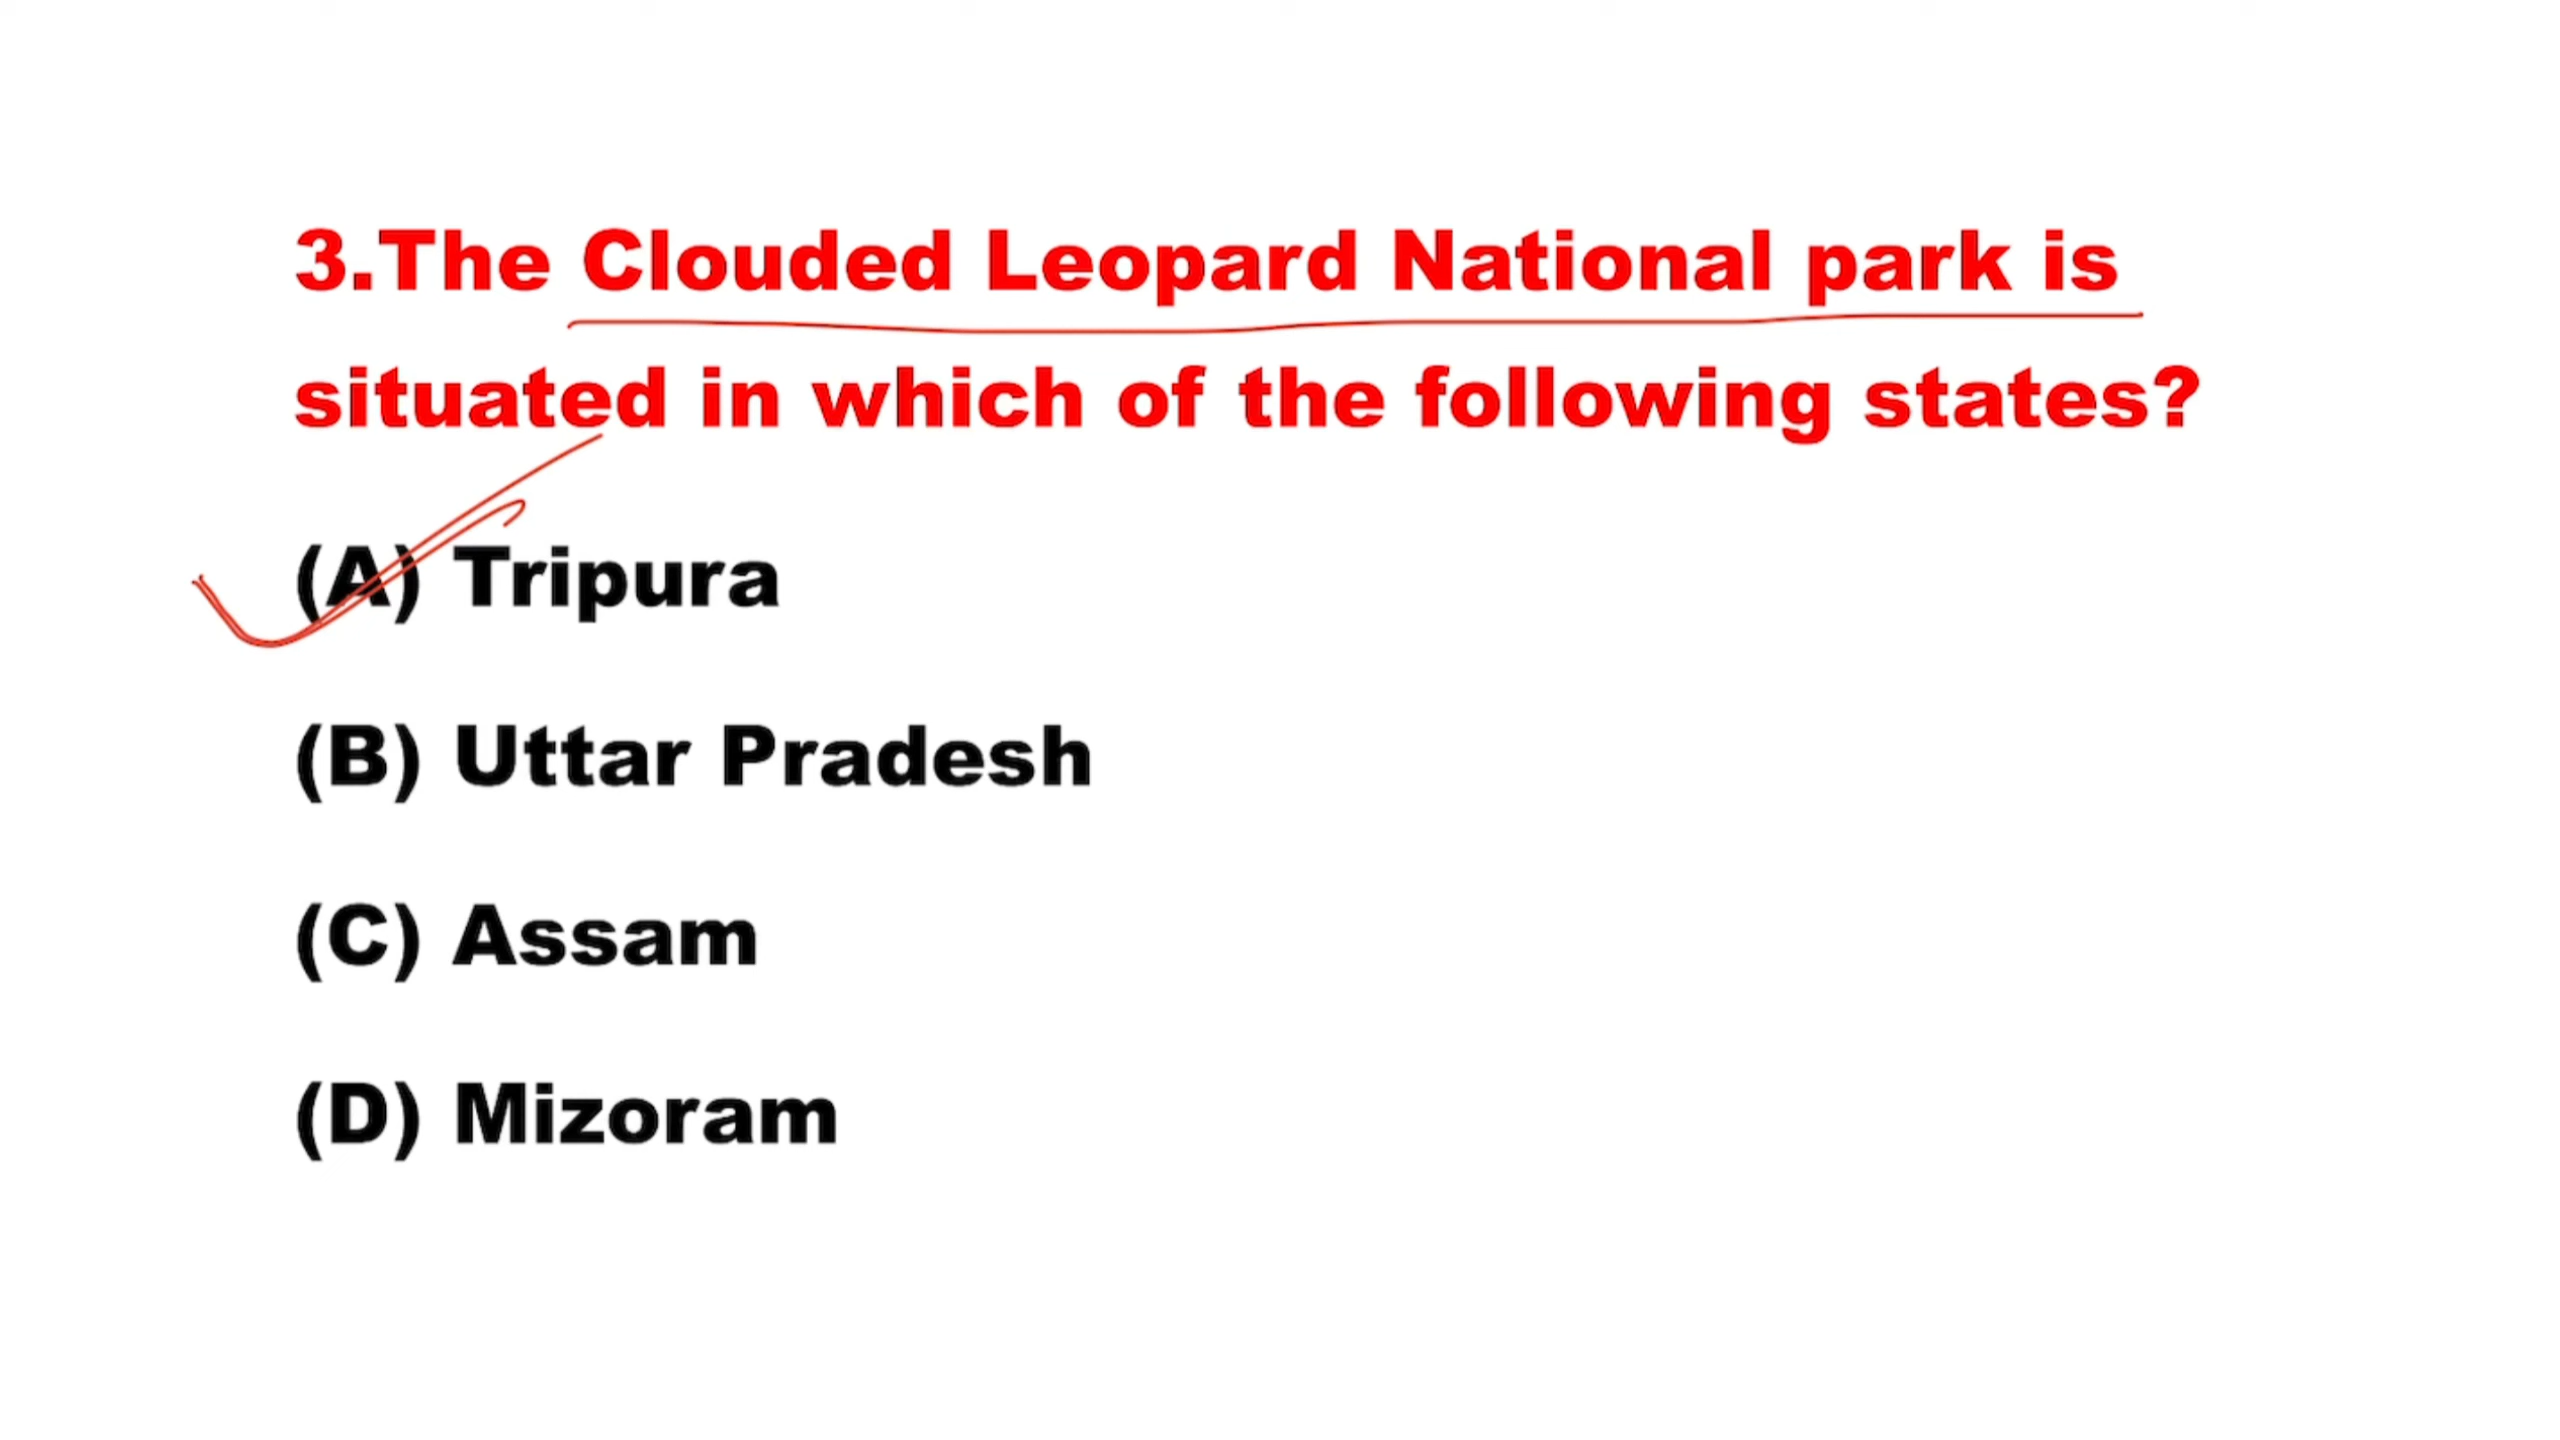 3.The Clouded Leopard National park is
situated in which of the following states?
(A) Tripura
(B) Uttar Pradesh
(C) Assam
(D) Mizoram